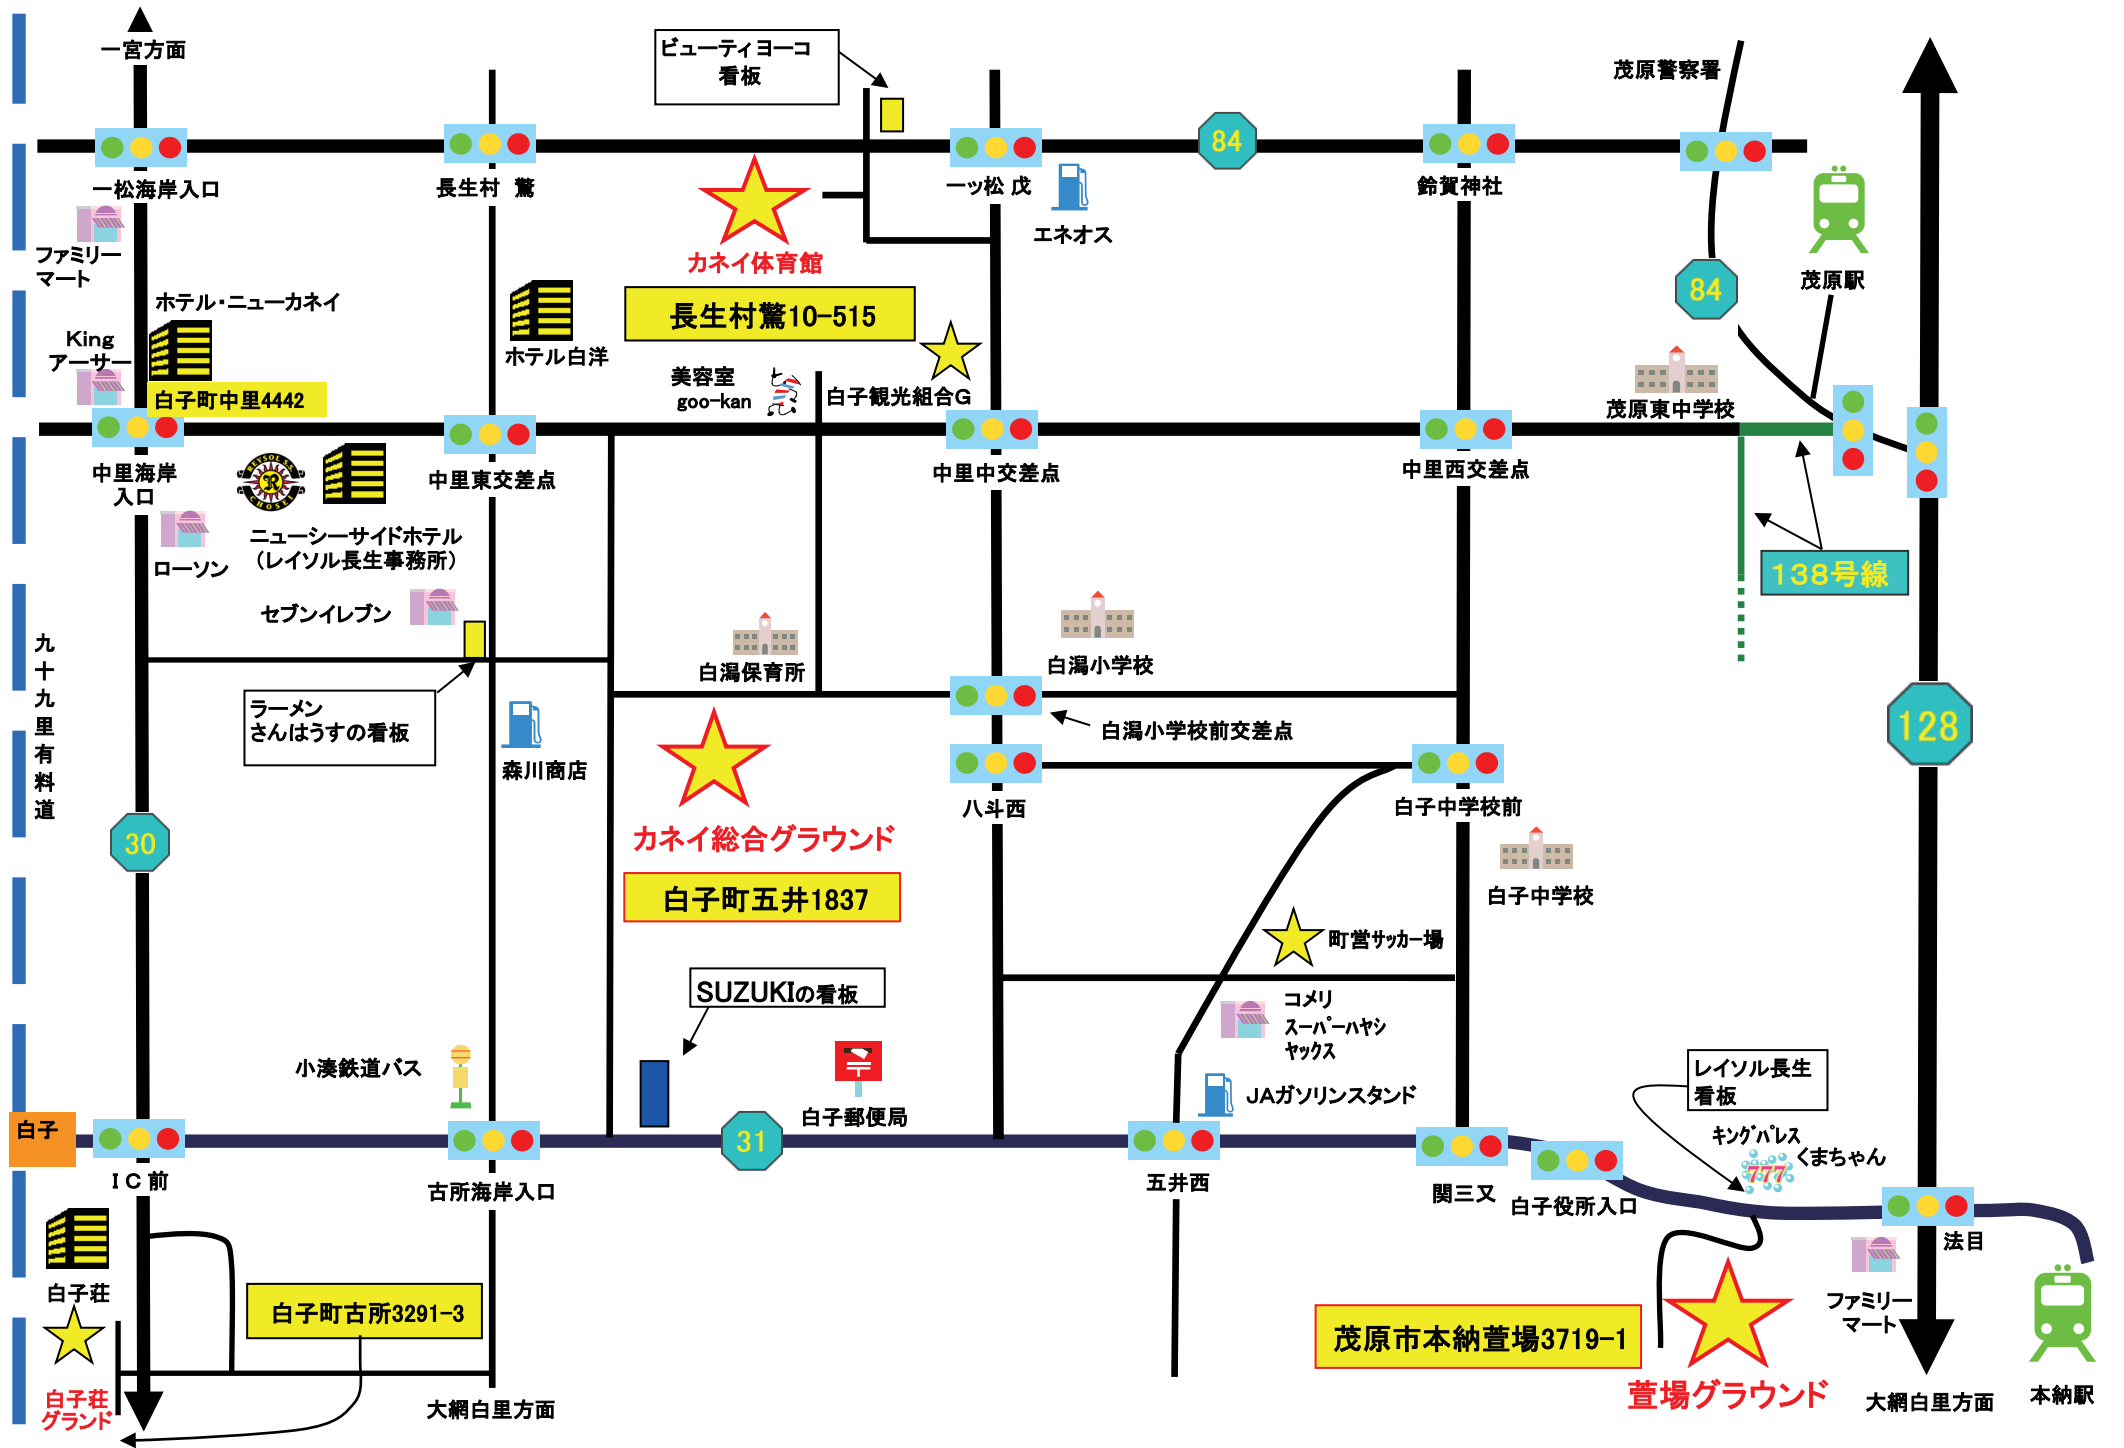 一宮方面
ビューティヨーコ
看板
茂原警察署
84
一松海岸入口
長生村　驚
一ッ松 戊
鈴賀神社
ファミリー
マート
エネオス
カネイ体育館
茂原駅
84
ホテル・ニューカネイ
長生村驚10-515
King
アーサー
ホテル白洋
美容室
goo-kan
白子観光組合G
白子町中里4442
茂原東中学校
中里海岸
入口
中里東交差点
中里中交差点
中里西交差点
REYSOL S.S.
R
CHOSEI
ニューシーサイドホテル
（レイソル長生事務所）
ローソン
138号線
セブンイレブン
九十九里有料道
白潟保育所
白潟小学校
ラーメン
さんはうすの看板
白潟小学校前交差点
128
森川商店
八斗西
白子中学校前
カネイ総合グラウンド
30
白子町五井1837
白子中学校
町営サッカー場
SUZUKIの看板
コメリ
スーパーハヤシ
ヤックス
小湊鉄道バス
JAガソリンスタンド
レイソル長生
看板
白子
31
白子郵便局
キングパレス
くまちゃん
777
IC前
古所海岸入口
五井西
関三又
白子役所入口
法目
白子荘
白子町古所3291-3
ファミリー
マート
茂原市本納萱場3719-1
白子荘
グランド
大網白里方面
萱場グラウンド
大網白里方面
本納駅